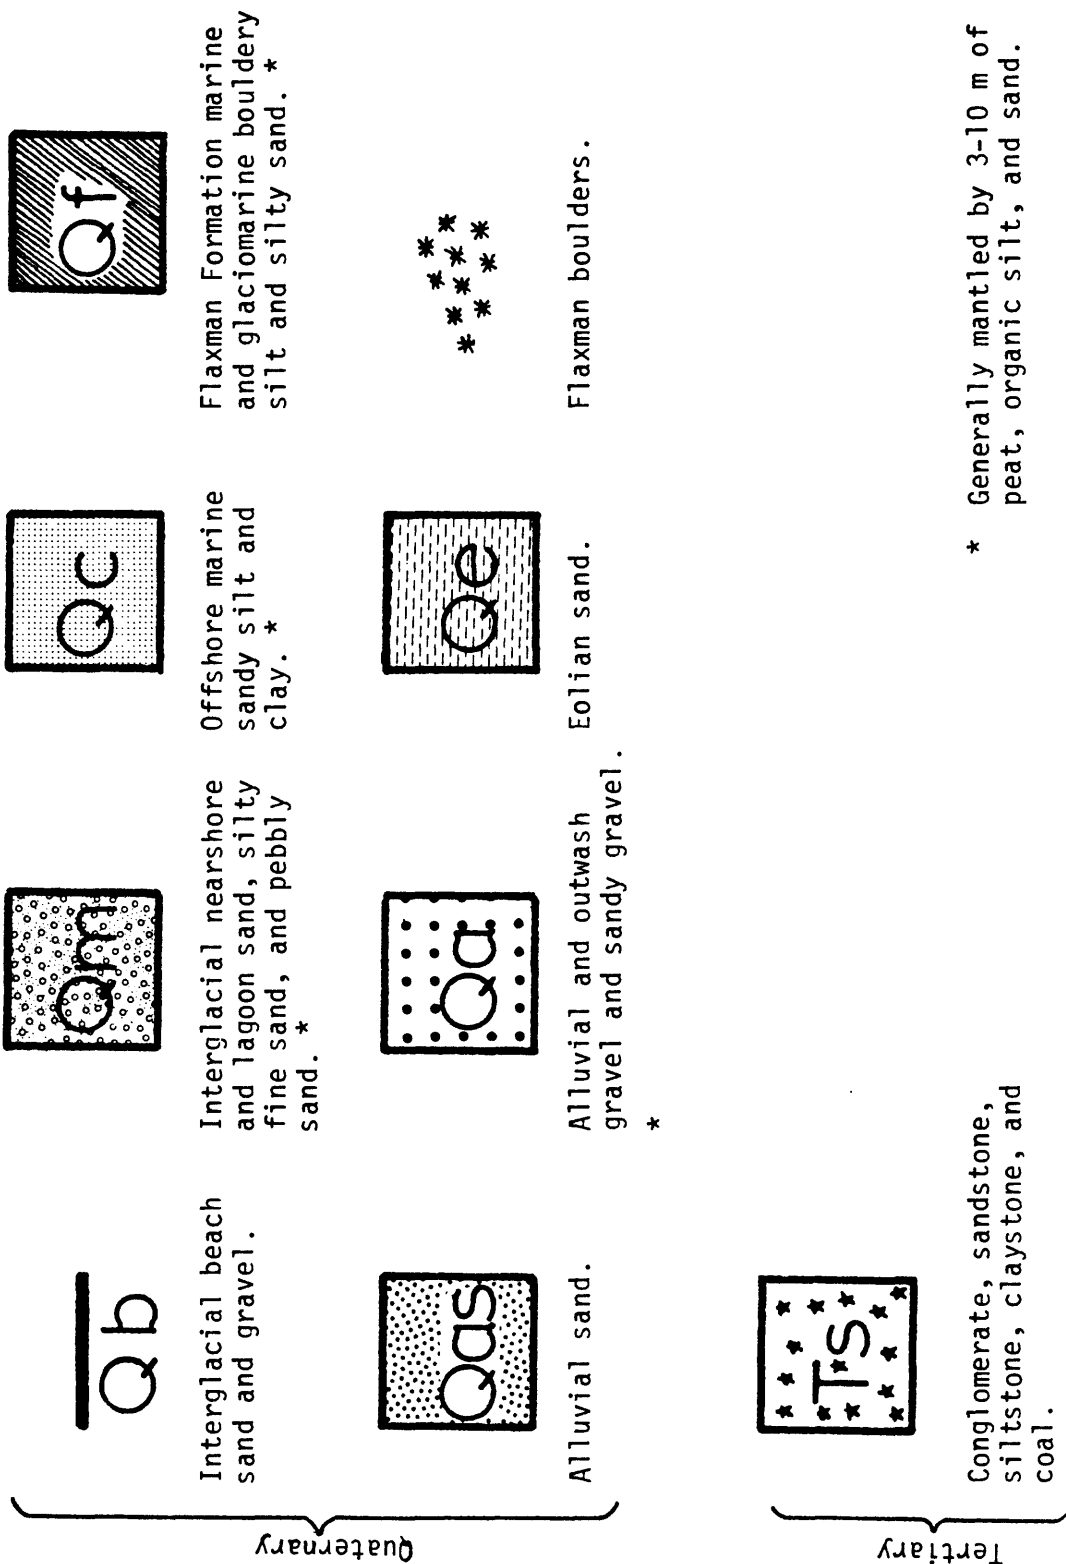 Quaternary
Qb
Interglacial beach
sand and gravel.
Qm
Interglacial nearshore
and lagoon sand, silty
fine sand, and pebbly
sand. *
Qc
Offshore marine
sandy silt and
clay. *
Qf
Flaxman Formation marine
and glaciomarine bouldery
silt and silty sand. *
Qas
Alluvial sand.
Qa
Alluvial and outwash
gravel and sandy gravel.
*
Qe
Eolian sand.
Flaxman boulders.
Tertiary
Ts
Conglomerate, sandstone,
siltstone, claystone, and
coal.
* Generally mantled by 3-10 m of
peat, organic silt, and sand.